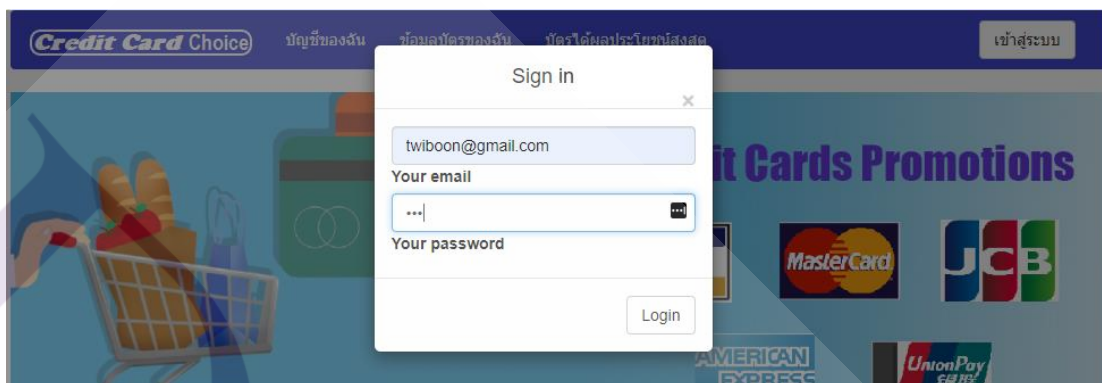 Credit Card Choice บัญชีของฉัน ข้อมูลบัตรของฉัน บัตรได้ผลประโยชน์สูงสุด เข้าสู่ระบบ
Sign in
×
twiboon@gmail.com
Your email
•••
Your password
Login
it Cards Promotions
MasterCard JCB
AMERICAN
EXPRESS
UnionPay